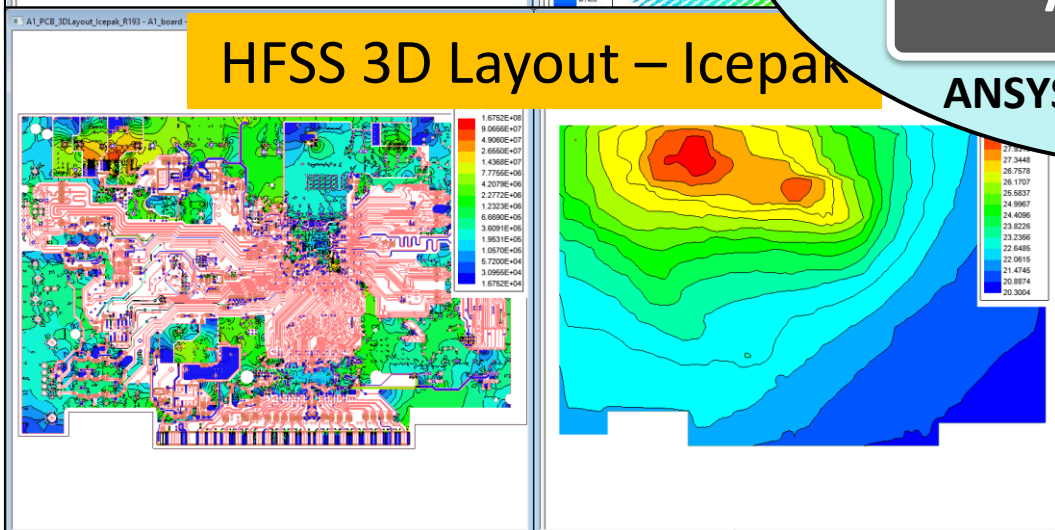 A1_PCB_3DLayout_Icepak_R193 - A1_board -
HFSS 3D Layout – Icepak
ANSYS
1.6752E+08
9.0656E+07
4.9060E+07
2.6550E+07
1.4368E+07
7.7755E+06
4.2079E+06
2.2772E+06
1.2323E+06
6.6690E+05
3.6091E+05
1.9531E+05
1.0570E+05
5.7200E+04
3.0955E+04
1.6752E+04
27.3448
26.7578
26.1707
25.5837
24.9967
24.4096
23.8226
23.2356
22.6485
22.0615
21.4745
20.8874
20.3004